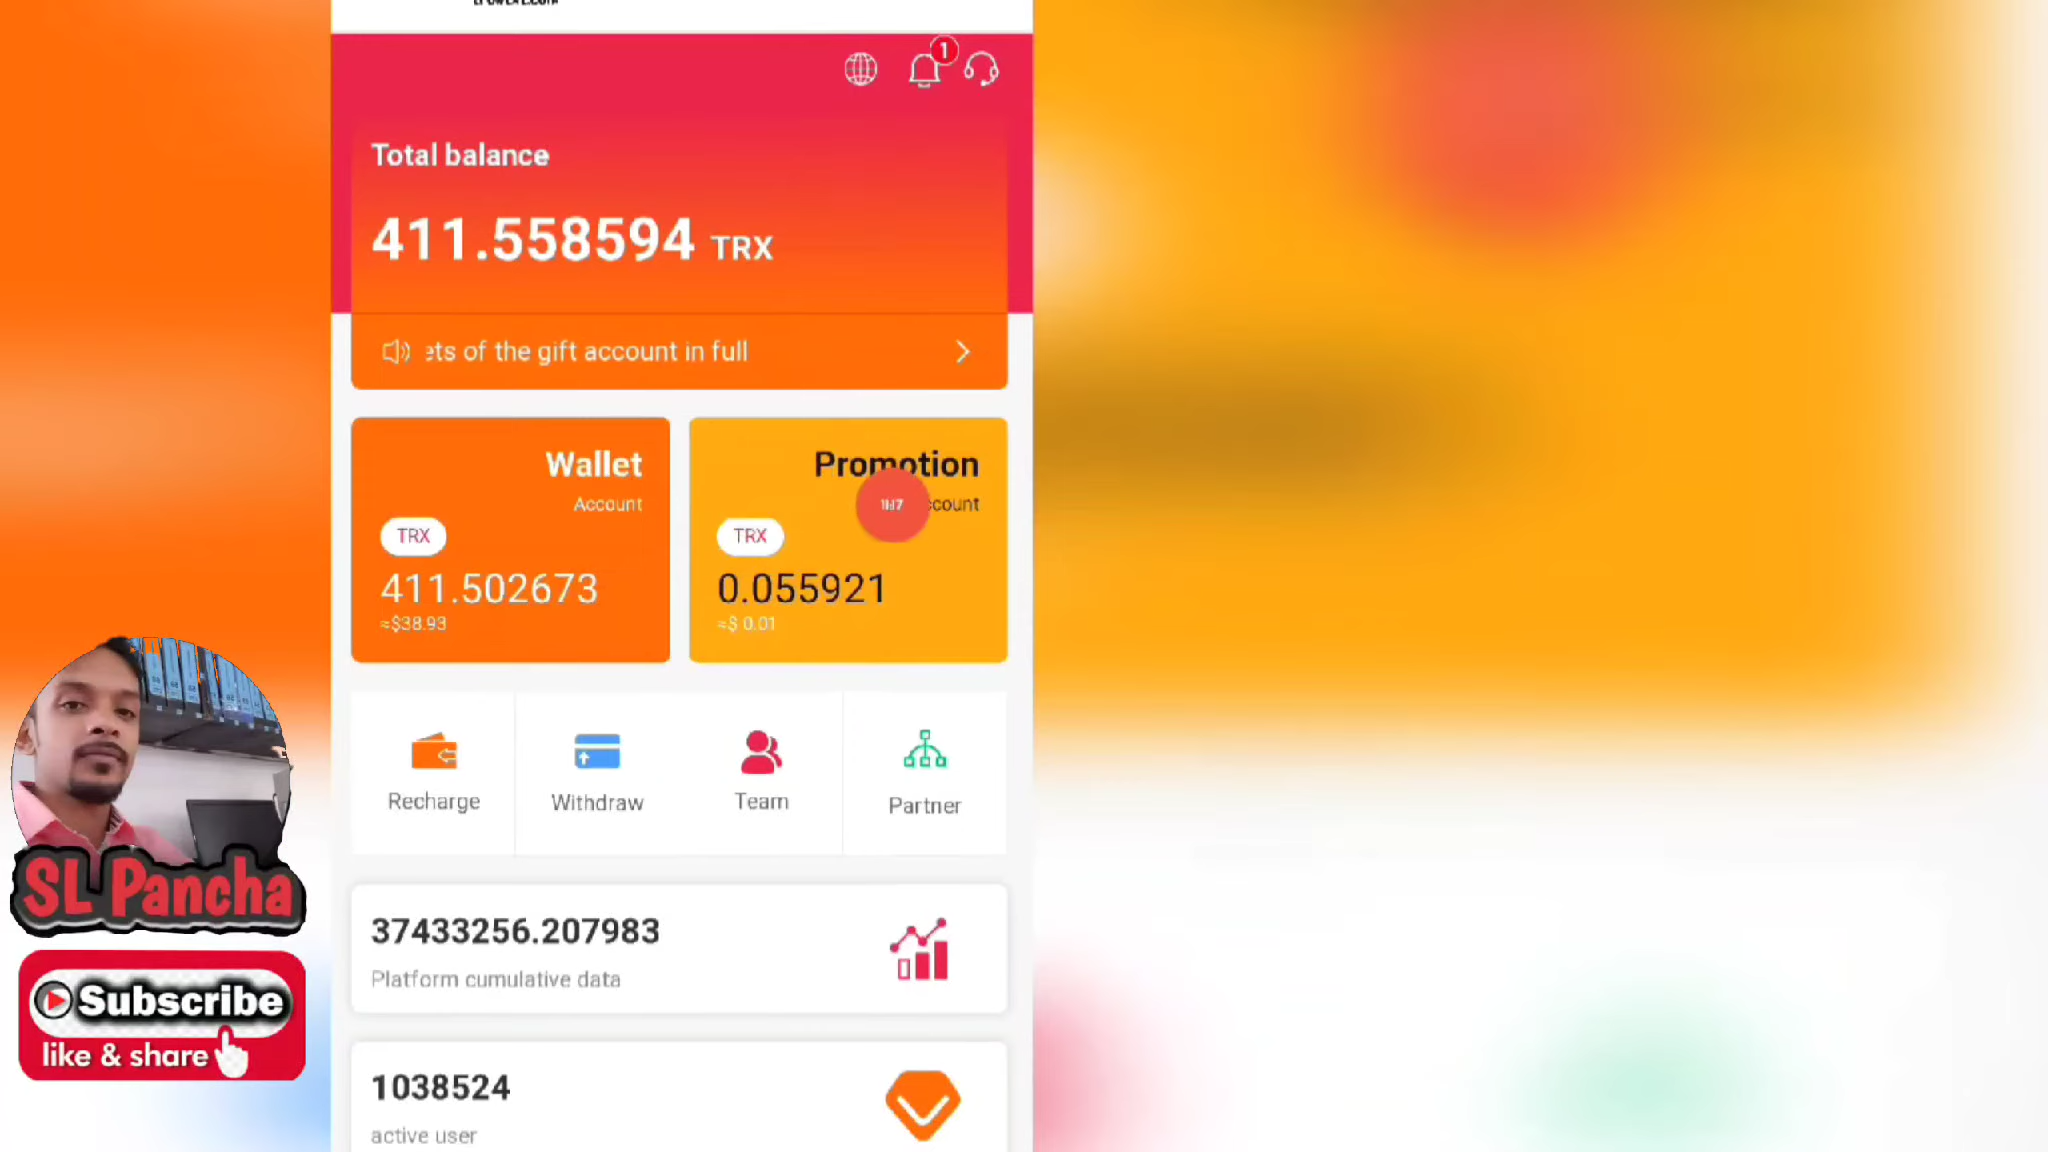 1
Total balance
411.558594 TRX
ets of the gift account in full
Wallet
Account
TRX
411.502673
≈$38.93
Promotion
count
TRX
0.055921
≈$ 0.01
Recharge
Withdraw
Team
Partner
37433256.207983
Platform cumulative data
1038524
active user
SL Pancha
Subscribe
like & share